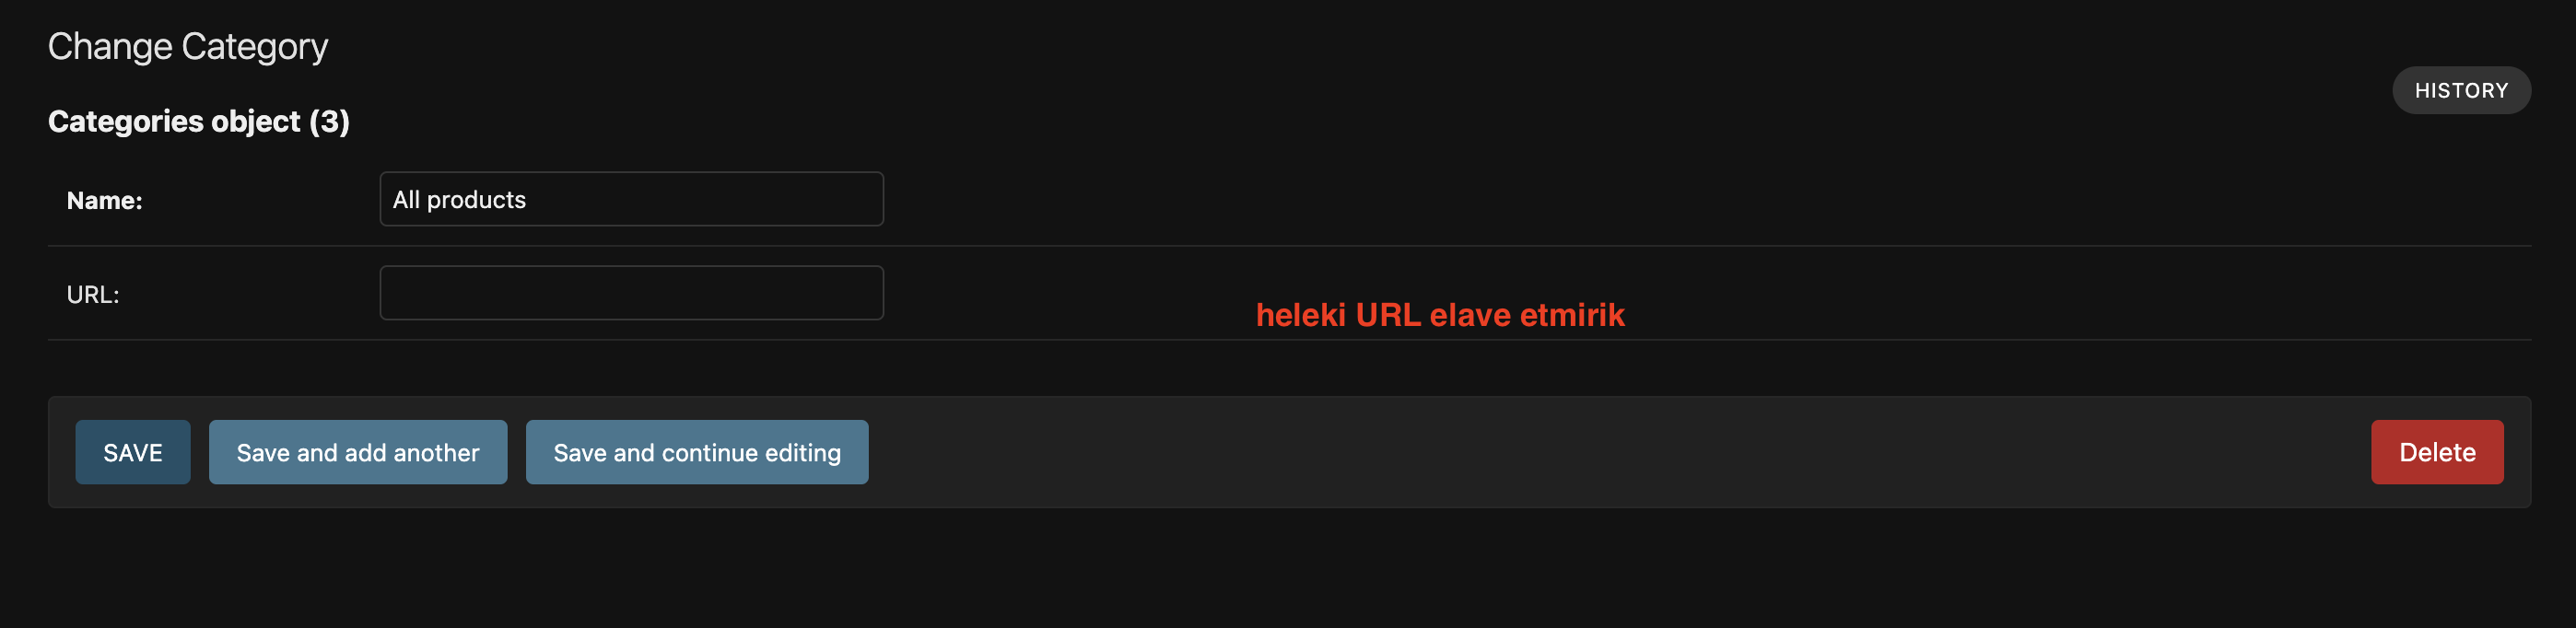 Change Category
HISTORY
Categories object (3)
Name:
All products
URL:
heleki URL elave etmirik
SAVE
Save and add another
Save and continue editing
Delete